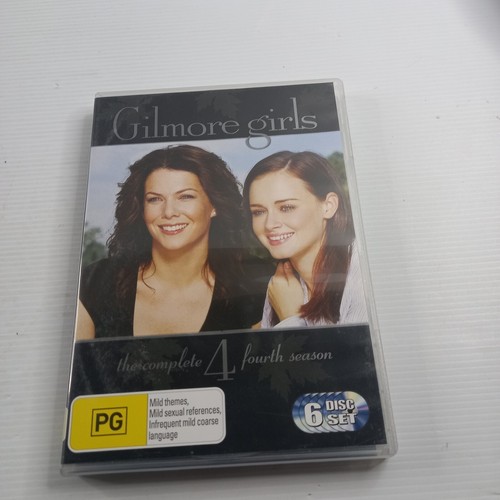 Gilmore girls
the complete 4 fourth season
PG
Mild themes,
Mild sexual references,
Infrequent mild coarse
language
6 DISC
SET